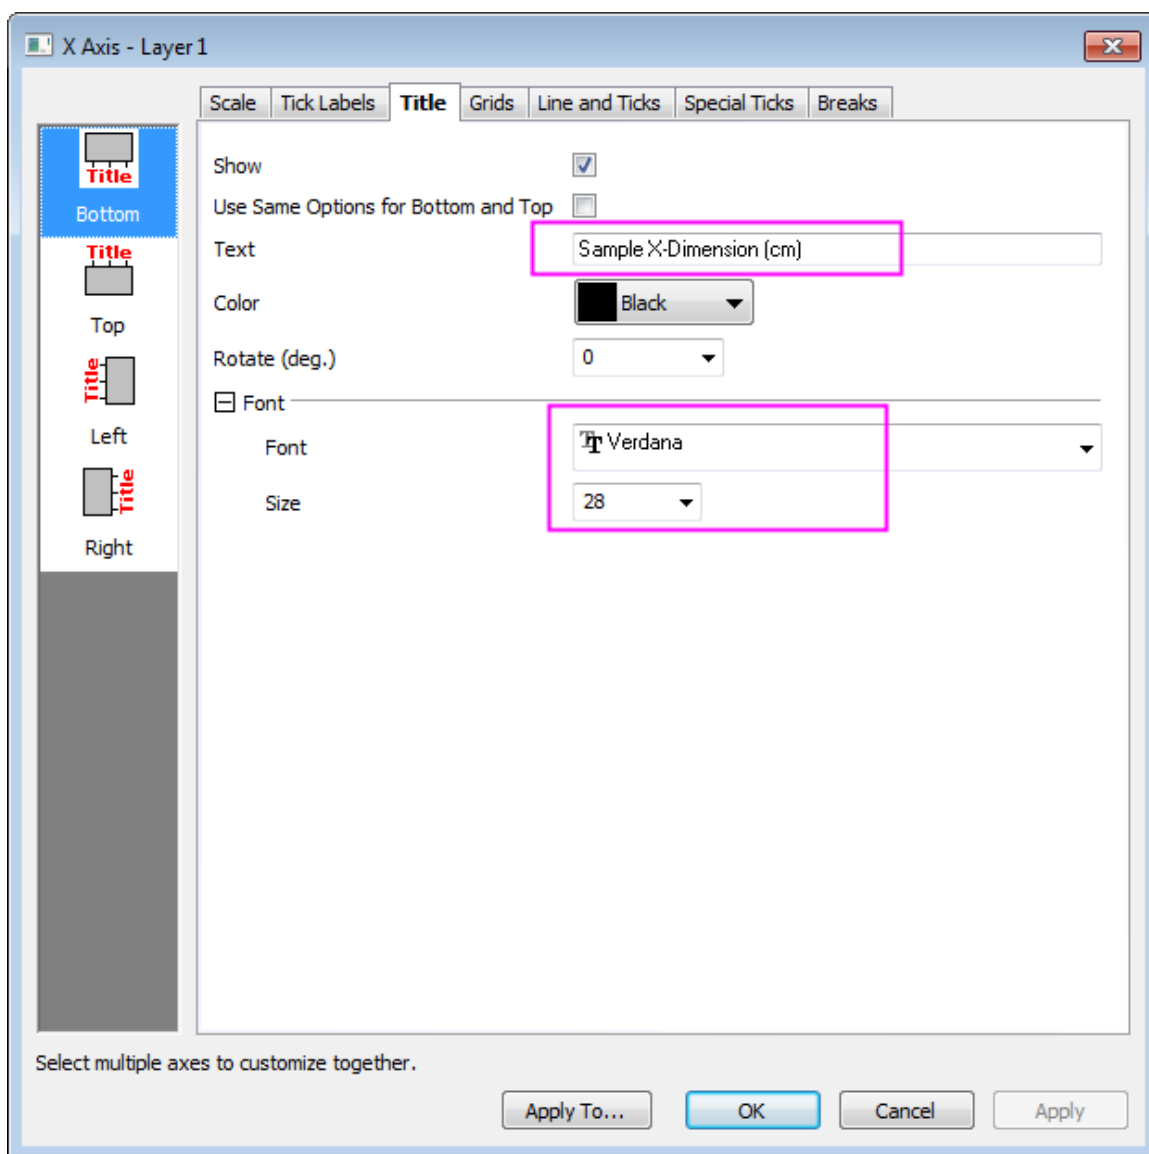 X Axis - Layer1
Scale Tick Labels Title Grids Line and Ticks Special Ticks Breaks
Title
Bottom
Title
Top
Title
Left
Title
Right
Show
Use Same Options for Bottom and Top
Text Sample X-Dimension (cm)
Color Black
Rotate (deg.) 0
Font
Font Verdana
Size 28
Select multiple axes to customize together.
Apply To... OK Cancel Apply